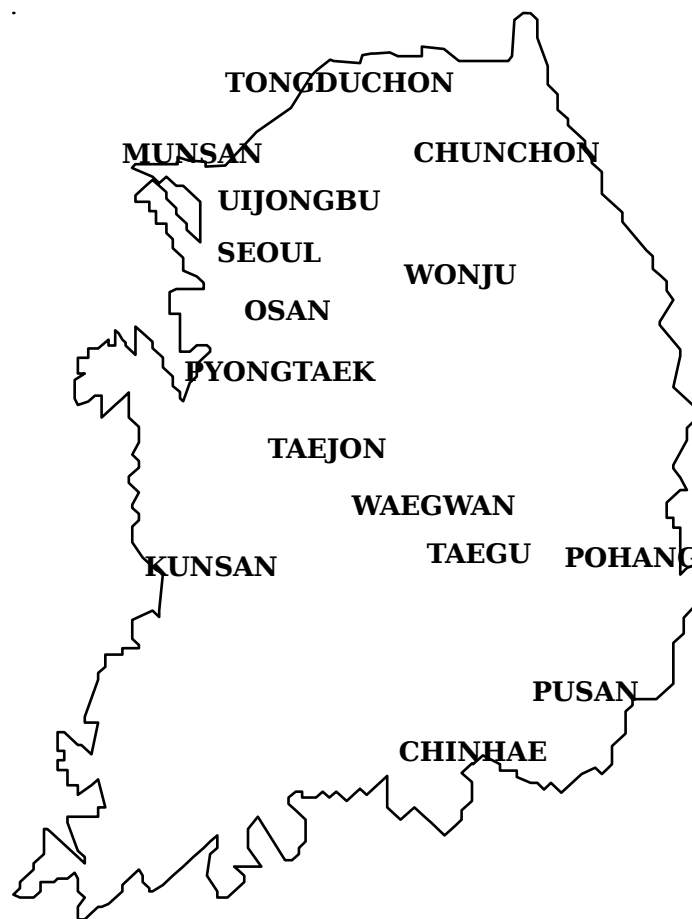 TONGDUCHON
MUNSAN
CHUNCHON
UIJONGBU
SEOUL
WONJU
OSAN
PYONGTAEK
TAEJON
WAEGWAN
TAEGU
POHANG
KUNSAN
PUSAN
CHINHAE